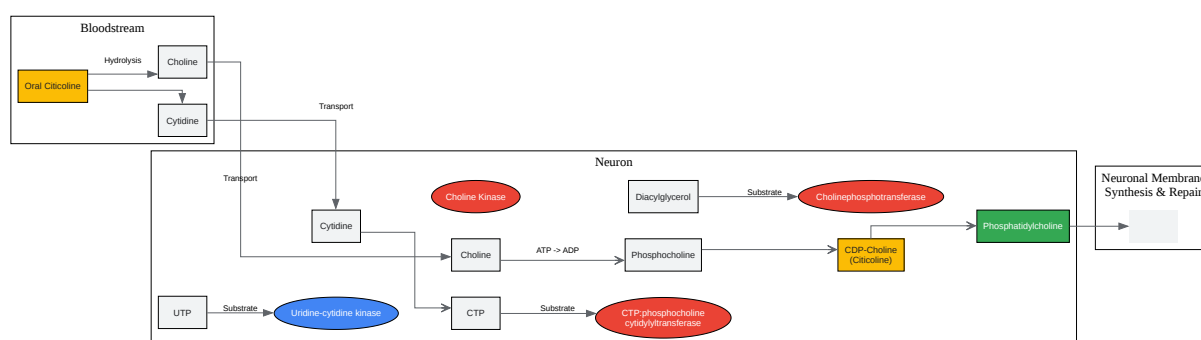 Bloodstream
Hydrolysis
Choline
Oral Citicoline
Cytidine
Transport
Neuron
Transport
Choline Kinase
Diacylglycerol
Substrate
Cholinephosphotransferase
Cytidine
Choline
ATP -> ADP
Phosphocholine
CDP-Choline
(Citicoline)
Phosphatidylcholine
Neuronal Membrane
Synthesis & Repair
UTP
Substrate
Uridine-cytidine kinase
CTP
Substrate
CTP:phosphocholine
cytidylyltransferase